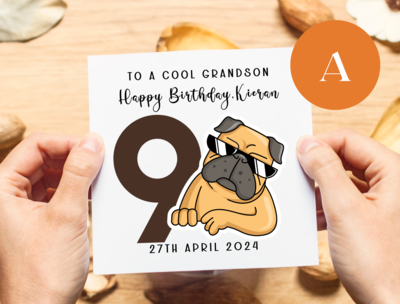 TO A COOL GRANDSON
Happy Birthday, Kieran
9
27TH APRIL 2024
A